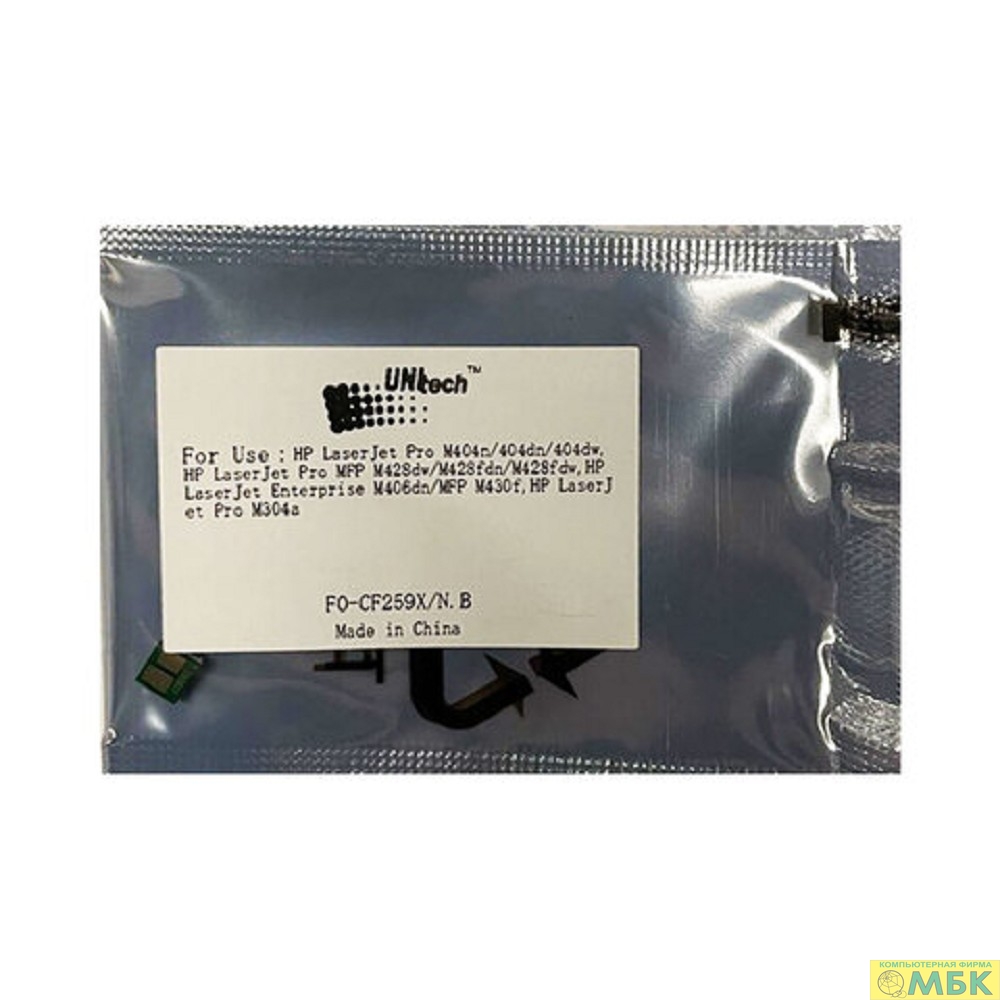 UNItech™
For Use : HP LaserJet Pro M404n/404dn/404dw,
HP LaserJet Pro MFP M428dw/M428fdn/M428fdw,HP
LaserJet Enterprise M406dn/MFP M430f,HP LaserJ
et Pro M304a
FO-CF259X/N.B
Made in China
КОМПЬЮТЕРНАЯ ФИРМА
МБК